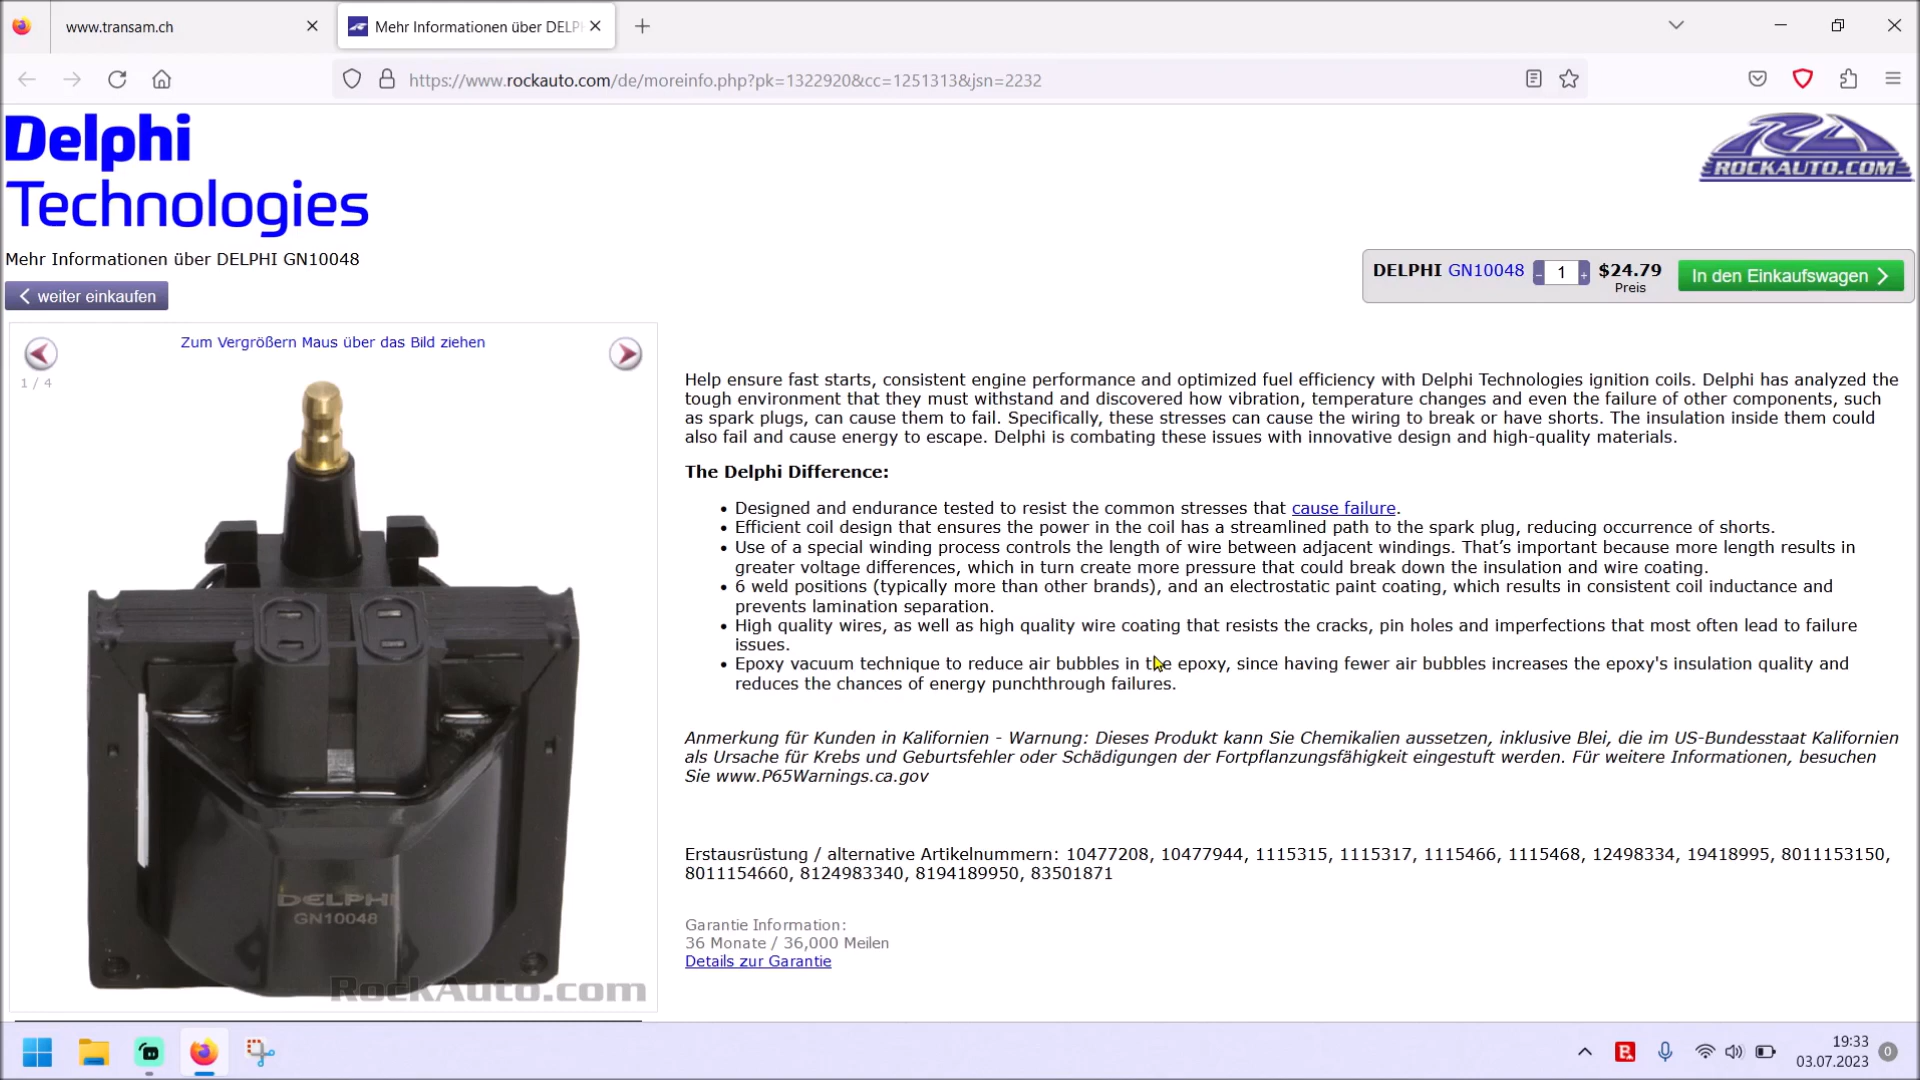 www.transam.ch
Mehr Informationen über DELP
https://www.rockauto.com/de/moreinfo.php?pk=1322920&cc=1251313&jsn=2232
Delphi
Technologies
ROCKAUTO.COM
Mehr Informationen über DELPHI GN10048
weiter einkaufen
DELPHI GN10048 - 1 + $24.79
Preis
In den Einkaufswagen
Zum Vergrößern Maus über das Bild ziehen
1 / 4
Help ensure fast starts, consistent engine performance and optimized fuel efficiency with Delphi Technologies ignition coils. Delphi has analyzed the
tough environment that they must withstand and discovered how vibration, temperature changes and even the failure of other components, such
as spark plugs, can cause them to fail. Specifically, these stresses can cause the wiring to break or have shorts. The insulation inside them could
also fail and cause energy to escape. Delphi is combating these issues with innovative design and high-quality materials.
The Delphi Difference:
• Designed and endurance tested to resist the common stresses that cause failure.
• Efficient coil design that ensures the power in the coil has a streamlined path to the spark plug, reducing occurrence of shorts.
• Use of a special winding process controls the length of wire between adjacent windings. That’s important because more length results in
greater voltage differences, which in turn create more pressure that could break down the insulation and wire coating.
• 6 weld positions (typically more than other brands), and an electrostatic paint coating, which results in consistent coil inductance and
prevents lamination separation.
• High quality wires, as well as high quality wire coating that resists the cracks, pin holes and imperfections that most often lead to failure
issues.
• Epoxy vacuum technique to reduce air bubbles in the epoxy, since having fewer air bubbles increases the epoxy's insulation quality and
reduces the chances of energy punchthrough failures.
Anmerkung für Kunden in Kalifornien - Warnung: Dieses Produkt kann Sie Chemikalien aussetzen, inklusive Blei, die im US-Bundesstaat Kalifornien
als Ursache für Krebs und Geburtsfehler oder Schädigungen der Fortpflanzungsfähigkeit eingestuft werden. Für weitere Informationen, besuchen
Sie www.P65Warnings.ca.gov
Erstausrüstung / alternative Artikelnummern: 10477208, 10477944, 1115315, 1115317, 1115466, 1115468, 12498334, 19418995, 8011153150,
8011154660, 8124983340, 8194189950, 83501871
Garantie Information:
36 Monate / 36,000 Meilen
Details zur Garantie
DELPHI
GN10048
RockAuto.com
19:33
03.07.2023
0